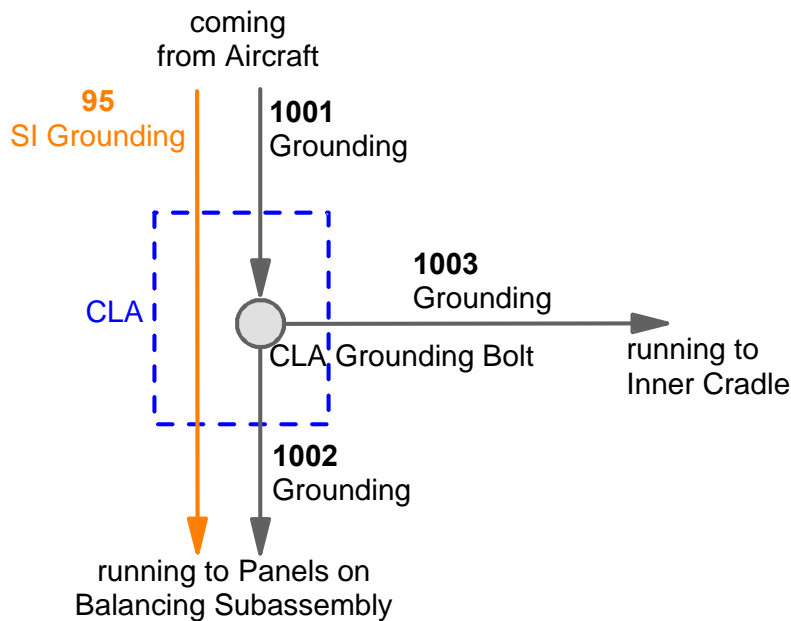 coming
from Aircraft
95
SI Grounding
1001
Grounding
1003
Grounding
CLA
CLA Grounding Bolt
running to
Inner Cradle
1002
Grounding
running to Panels on
Balancing Subassembly